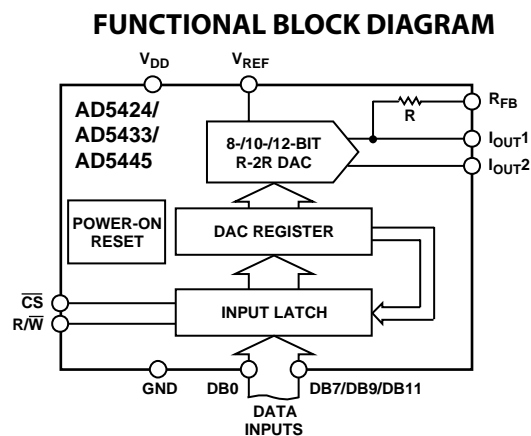 FUNCTIONAL BLOCK DIAGRAM
VDD
VREF
AD5424/
AD5433/
AD5445
RFB
R
8-/10-/12-BIT
R-2R DAC
IOUT1
IOUT2
POWER-ON
RESET
DAC REGISTER
C̅S̅
R/W̅
INPUT LATCH
GND
DB0
DB7/DB9/DB11
DATA
INPUTS